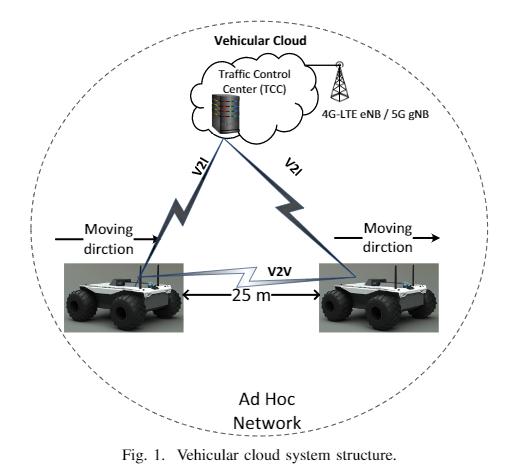 Vehicular Cloud
Traffic Control
Center (TCC)
4G-LTE eNB / 5G gNB
V2I
V2I
Moving
dirction
Moving
dirction
V2V
25 m
Ad Hoc
Network
Fig. 1. Vehicular cloud system structure.